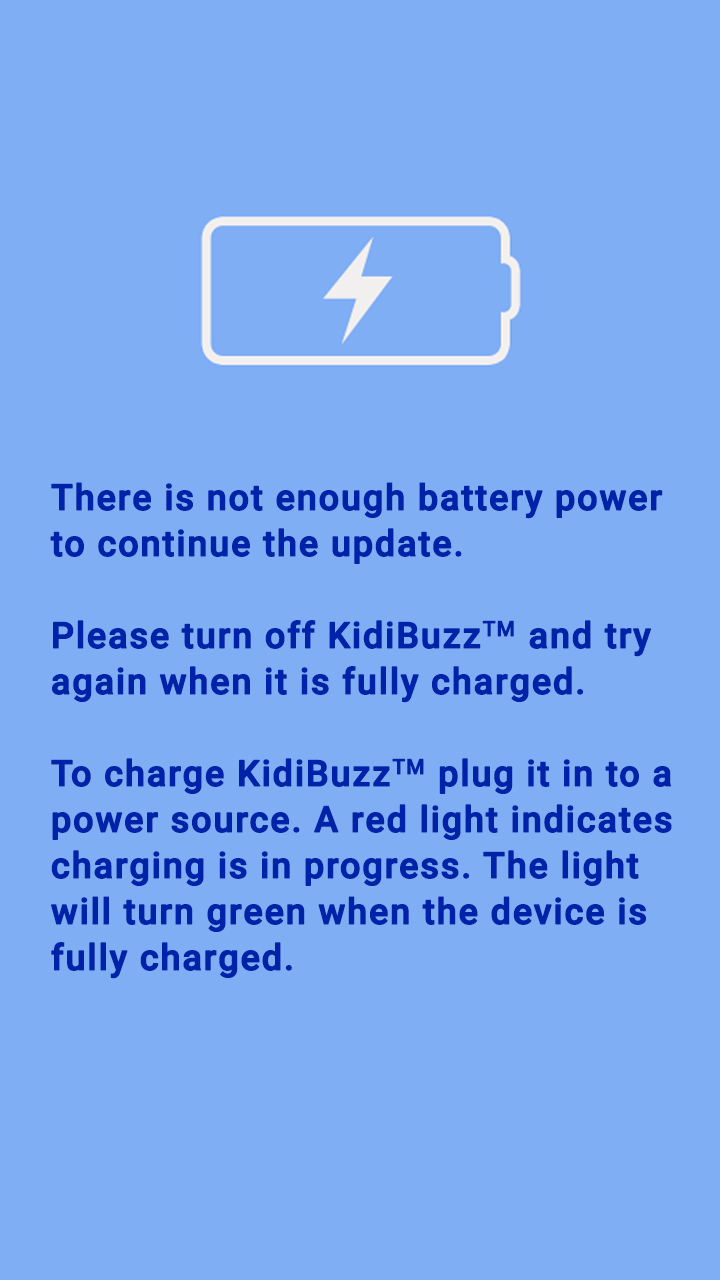 There is not enough battery power
to continue the update.
Please turn off KidiBuzz™ and try
again when it is fully charged.
To charge KidiBuzz™ plug it in to a
power source. A red light indicates
charging is in progress. The light
will turn green when the device is
fully charged.